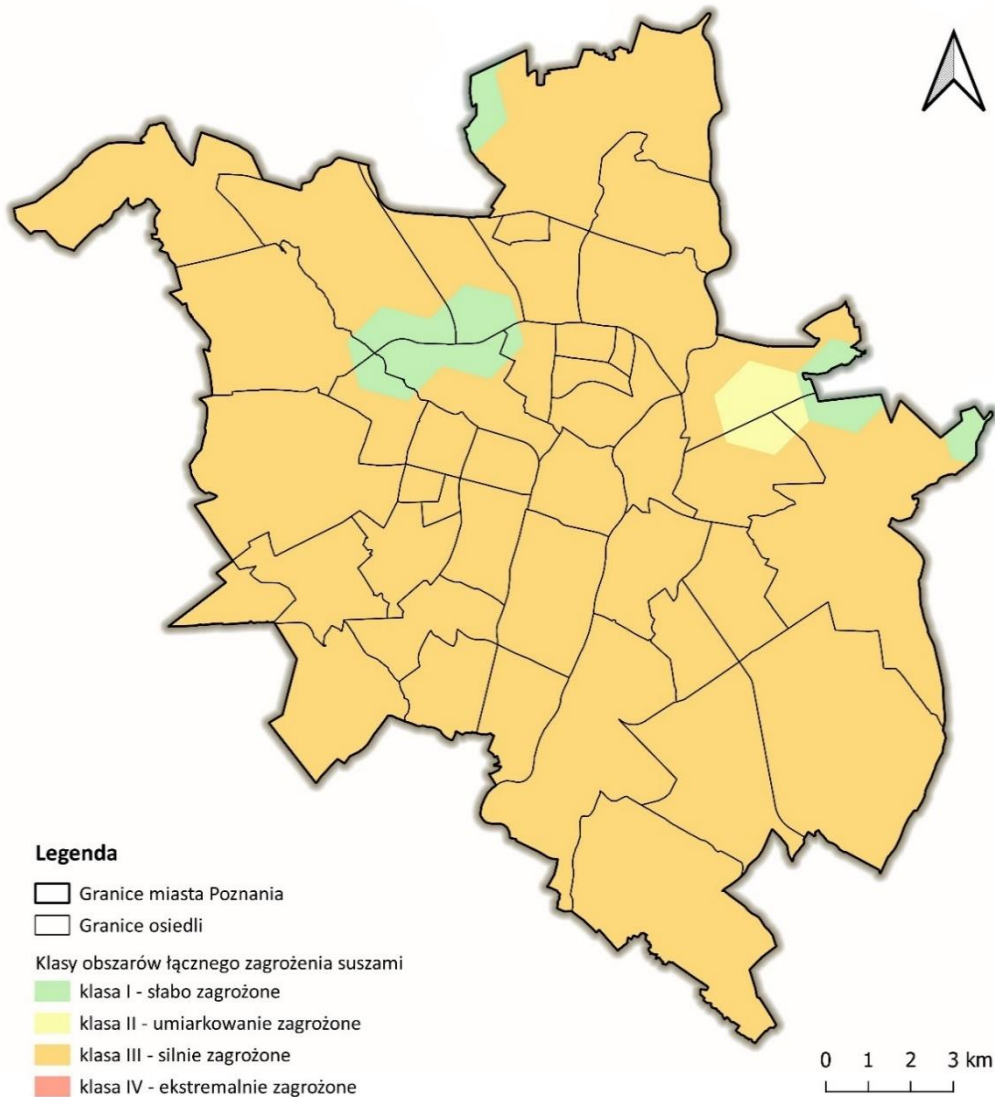 Legenda
Granice miasta Poznania
Granice osiedli
Klasy obszarów łącznego zagrożenia suszami
klasa I - słabo zagrożone
klasa II - umiarkowanie zagrożone
klasa III - silnie zagrożone
klasa IV - ekstremalnie zagrożone
0 1 2 3 km